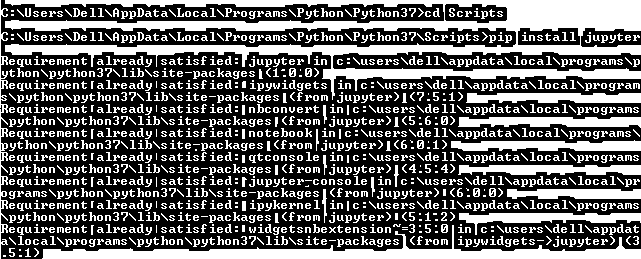 C:\Users\Dell\AppData\Local\Programs\Python\Python37>cd Scripts
C:\Users\Dell\AppData\Local\Programs\Python\Python37\Scripts>pip install jupyter
Requirement already satisfied: jupyter in c:\users\dell\appdata\local\programs\p
ython\python37\lib\site-packages (1.0.0)
Requirement already satisfied: ipywidgets in c:\users\dell\appdata\local\program
s\python\python37\lib\site-packages (from jupyter) (7.5.1)
Requirement already satisfied: nbconvert in c:\users\dell\appdata\local\programs
\python\python37\lib\site-packages (from jupyter) (5.6.0)
Requirement already satisfied: notebook in c:\users\dell\appdata\local\programs\
python\python37\lib\site-packages (from jupyter) (6.0.1)
Requirement already satisfied: qtconsole in c:\users\dell\appdata\local\programs
\python\python37\lib\site-packages (from jupyter) (4.5.4)
Requirement already satisfied: jupyter-console in c:\users\dell\appdata\local\pr
ograms\python\python37\lib\site-packages (from jupyter) (6.0.0)
Requirement already satisfied: ipykernel in c:\users\dell\appdata\local\programs
\python\python37\lib\site-packages (from jupyter) (5.1.2)
Requirement already satisfied: widgetsnbextension~=3.5.0 in c:\users\dell\appdat
a\local\programs\python\python37\lib\site-packages (from ipywidgets->jupyter) (3
.5.1)